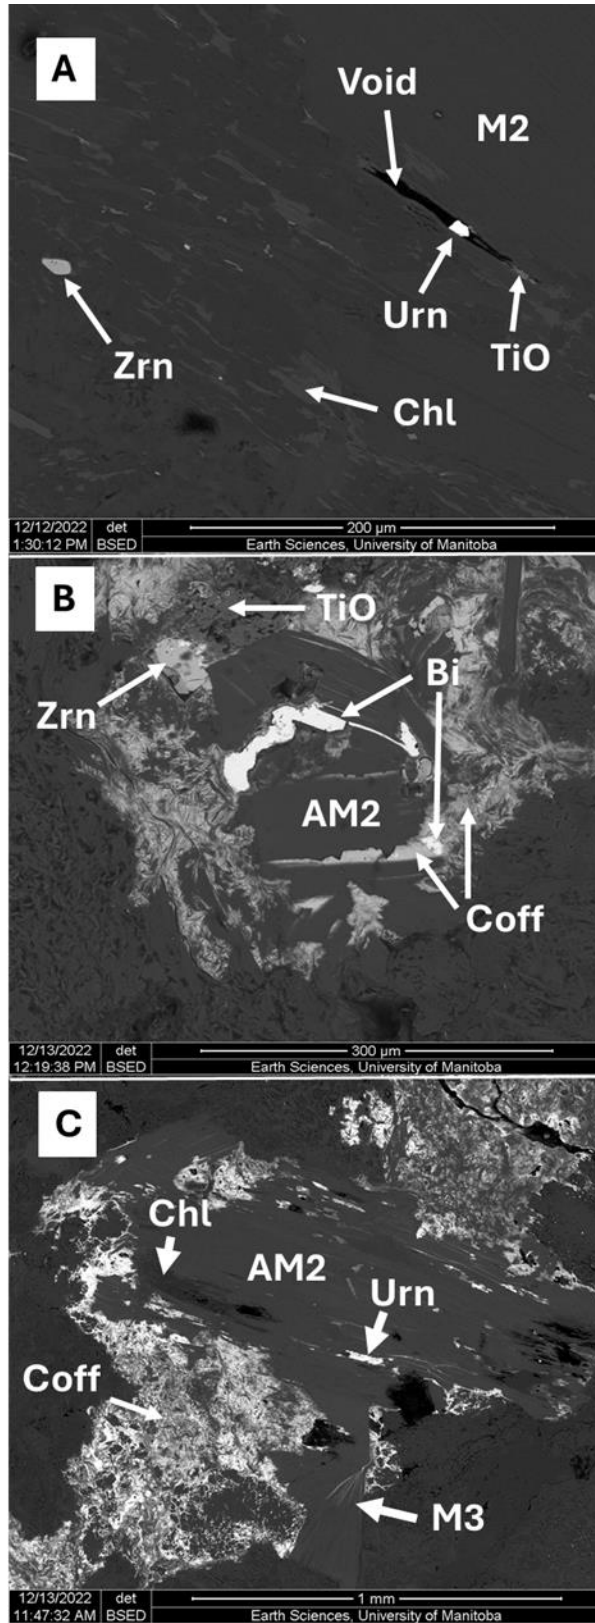 A
Void
M2
Urn
TiO
Zrn
Chl
12/12/2022
1:30:12 PM
det
BSED
200 µm
Earth Sciences, University of Manitoba
B
TiO
Zrn
Bi
AM2
Coff
12/13/2022
12:19:38 PM
det
BSED
300 µm
Earth Sciences, University of Manitoba
C
Chl
AM2
Urn
Coff
M3
12/13/2022
11:47:32 AM
det
BSED
1 mm
Earth Sciences, University of Manitoba